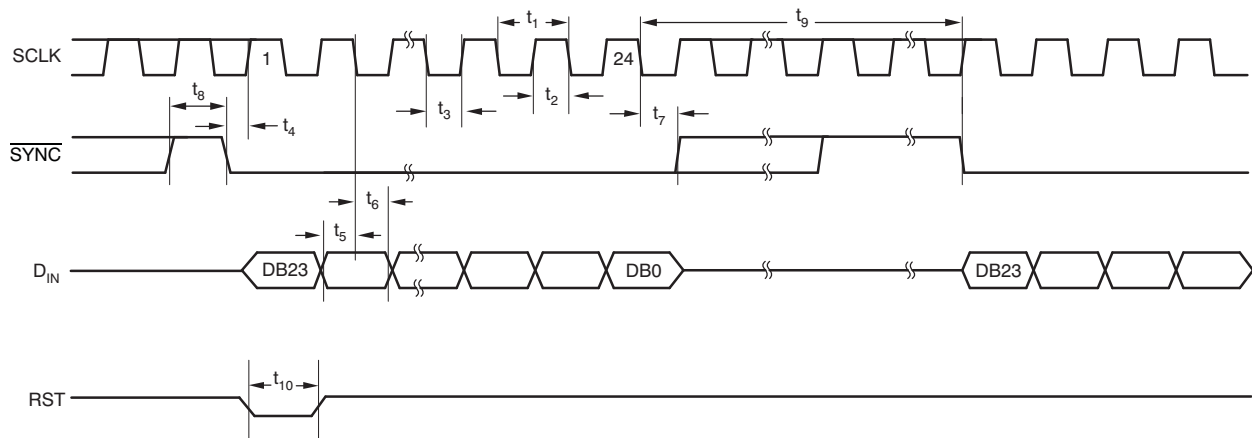 t1
t9
SCLK
1
24
t8
t3
t2
t4
t7
SYNC
t6
t5
DIN
DB23
DB0
DB23
t10
RST